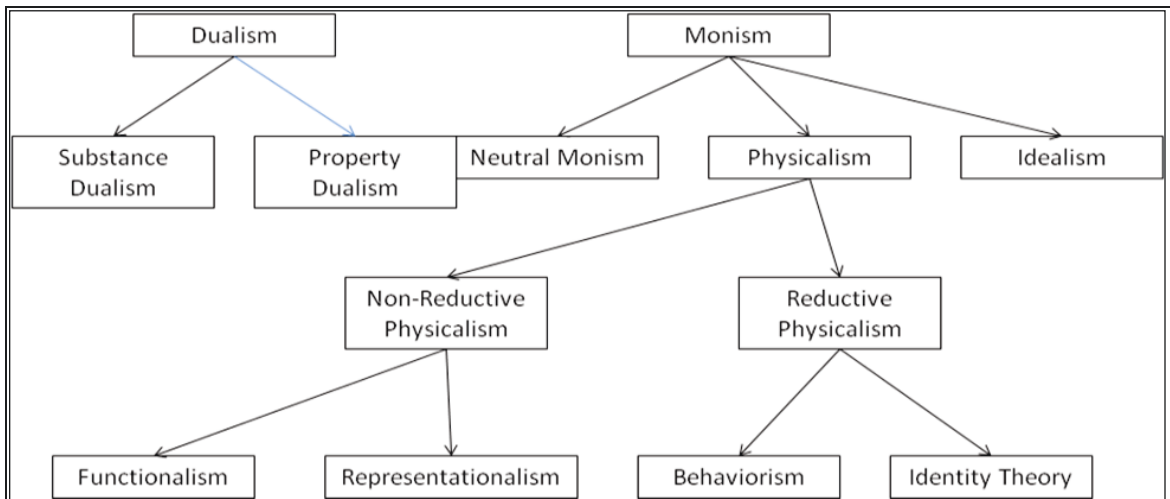 Dualism
Monism
Substance
Dualism
Property
Dualism
Neutral Monism
Physicalism
Idealism
Non-Reductive
Physicalism
Reductive
Physicalism
Functionalism
Representationalism
Behaviorism
Identity Theory